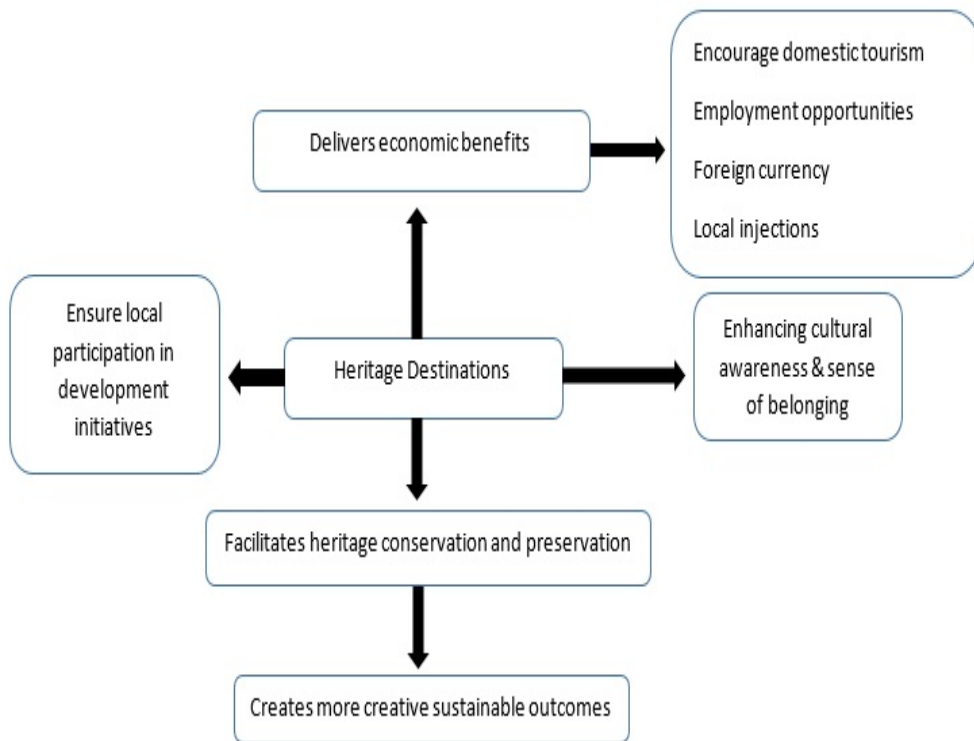 Encourage domestic tourism
Employment opportunities
Foreign currency
Local injections
Delivers economic benefits
Ensure local
participation in
development
initiatives
Heritage Destinations
Enhancing cultural
awareness & sense
of belonging
Facilitates heritage conservation and preservation
Creates more creative sustainable outcomes